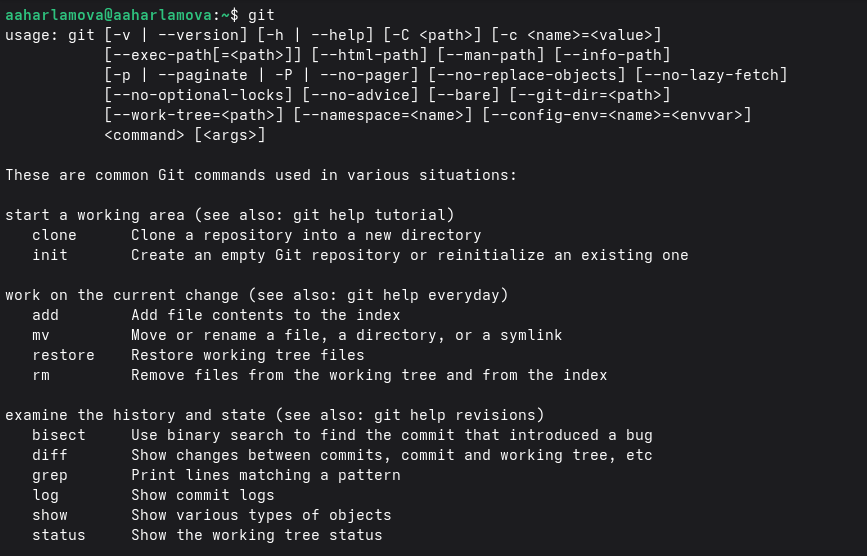 aaharlamova@aaharlamova:~$ git
usage: git [-v | --version] [-h | --help] [-C <path>] [-c <name>=<value>]
           [--exec-path[=<path>]] [--html-path] [--man-path] [--info-path]
           [-p | --paginate | -P | --no-pager] [--no-replace-objects] [--no-lazy-fetch]
           [--no-optional-locks] [--no-advice] [--bare] [--git-dir=<path>]
           [--work-tree=<path>] [--namespace=<name>] [--config-env=<name>=<envvar>]
           <command> [<args>]

These are common Git commands used in various situations:

start a working area (see also: git help tutorial)
   clone      Clone a repository into a new directory
   init       Create an empty Git repository or reinitialize an existing one

work on the current change (see also: git help everyday)
   add        Add file contents to the index
   mv         Move or rename a file, a directory, or a symlink
   restore    Restore working tree files
   rm         Remove files from the working tree and from the index

examine the history and state (see also: git help revisions)
   bisect     Use binary search to find the commit that introduced a bug
   diff       Show changes between commits, commit and working tree, etc
   grep       Print lines matching a pattern
   log        Show commit logs
   show       Show various types of objects
   status     Show the working tree status